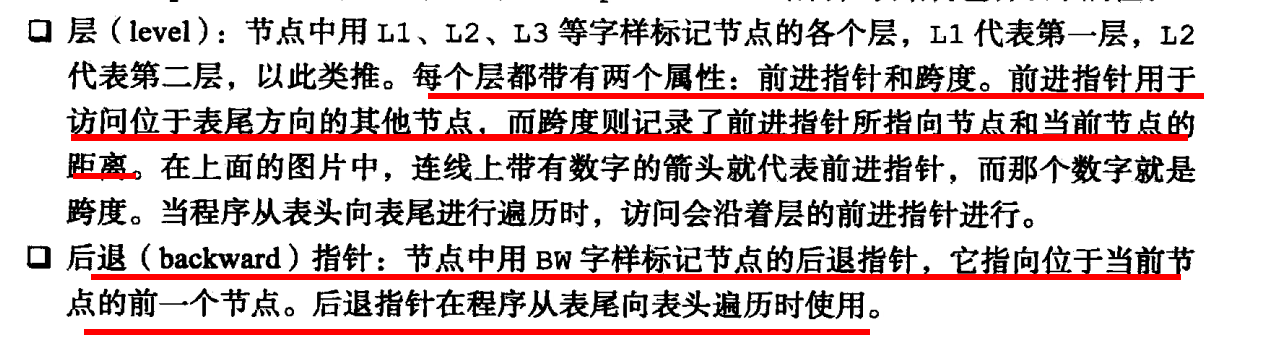 ❑ 层（level）：节点中用 L1、L2、L3 等字样标记节点的各个层，L1 代表第一层，L2
代表第二层，以此类推。每个层都带有两个属性：前进指针和跨度。前进指针用于
访问位于表尾方向的其他节点，而跨度则记录了前进指针所指向节点和当前节点的
距离。在上面的图片中，连线上带有数字的箭头就代表前进指针，而那个数字就是
跨度。当程序从表头向表尾进行遍历时，访问会沿着层的前进指针进行。
❑ 后退（backward）指针：节点中用 BW 字样标记节点的后退指针，它指向位于当前节
点的前一个节点。后退指针在程序从表尾向表头遍历时使用。